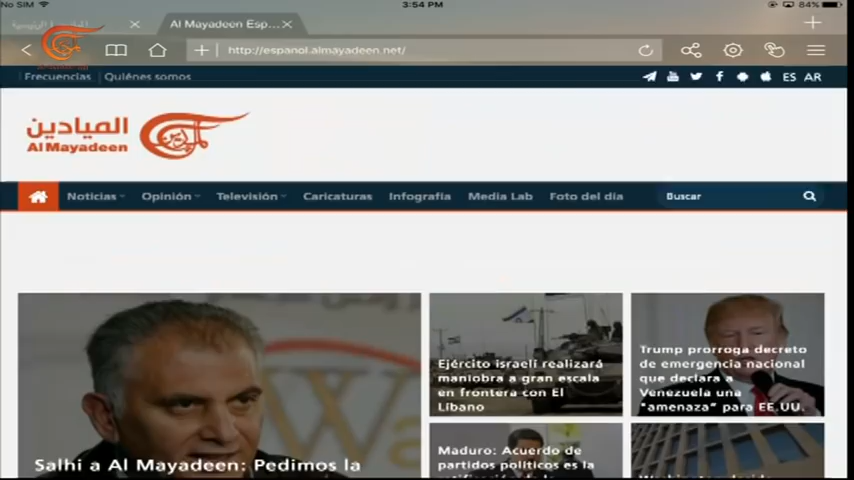 No SIM
3:54 PM
84%
Al Mayadeen Esp...
http://espanol.almayadeen.net/
Frecuencias
Quiénes somos
ES AR
الميادين
Al Mayadeen
Noticias
Opinión
Televisión
Caricaturas
Infografía
Media Lab
Foto del día
Buscar
Ejército israelí realizará
maniobra a gran escala
en frontera con El
Líbano
Trump prorroga decreto
de emergencia nacional
que declara a
Venezuela una
"amenaza" para EE.UU.
Salhi a Al Mayadeen: Pedimos la
Maduro: Acuerdo de
partidos políticos es la